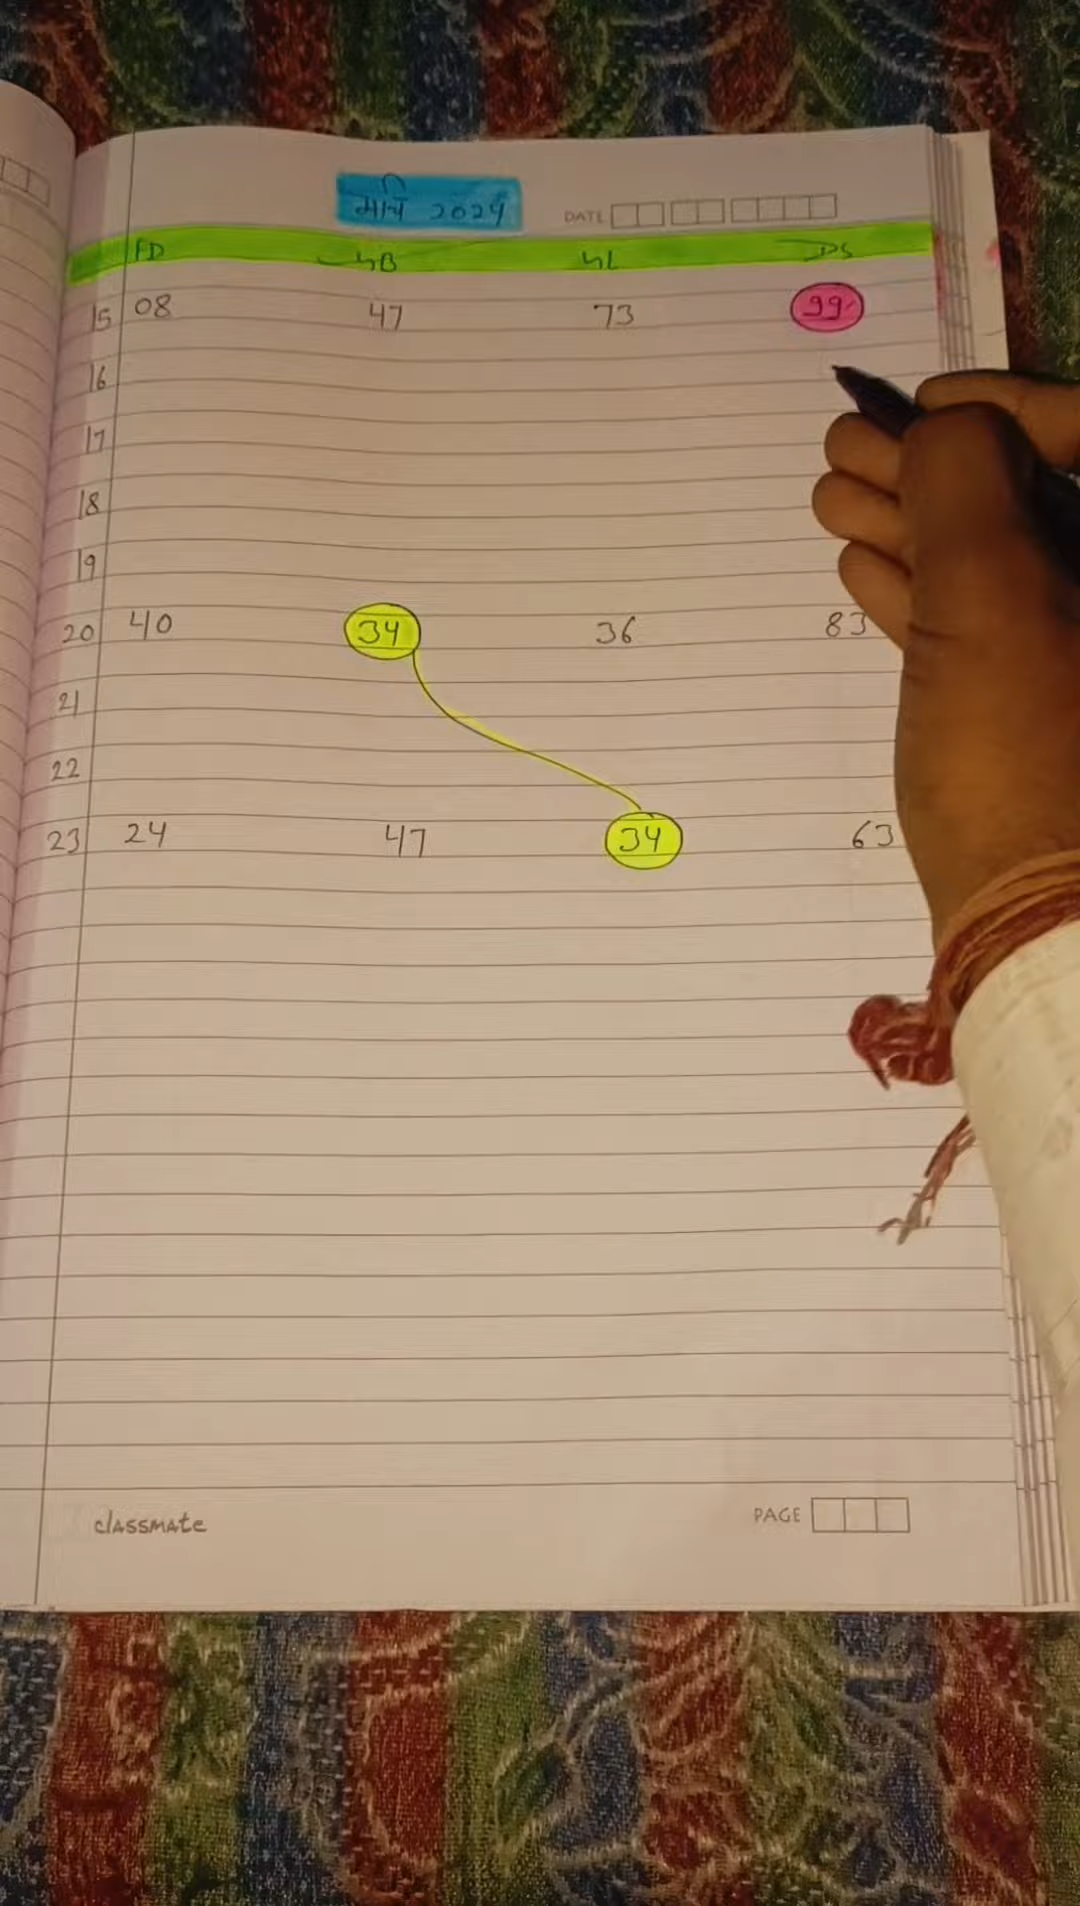 मार्च 2024 DATE
FD GB GL DS
15 08 47 73 99
16
17
18
19
20 40 34 36 83
21
22
23 24 47 34 63
classmate PAGE